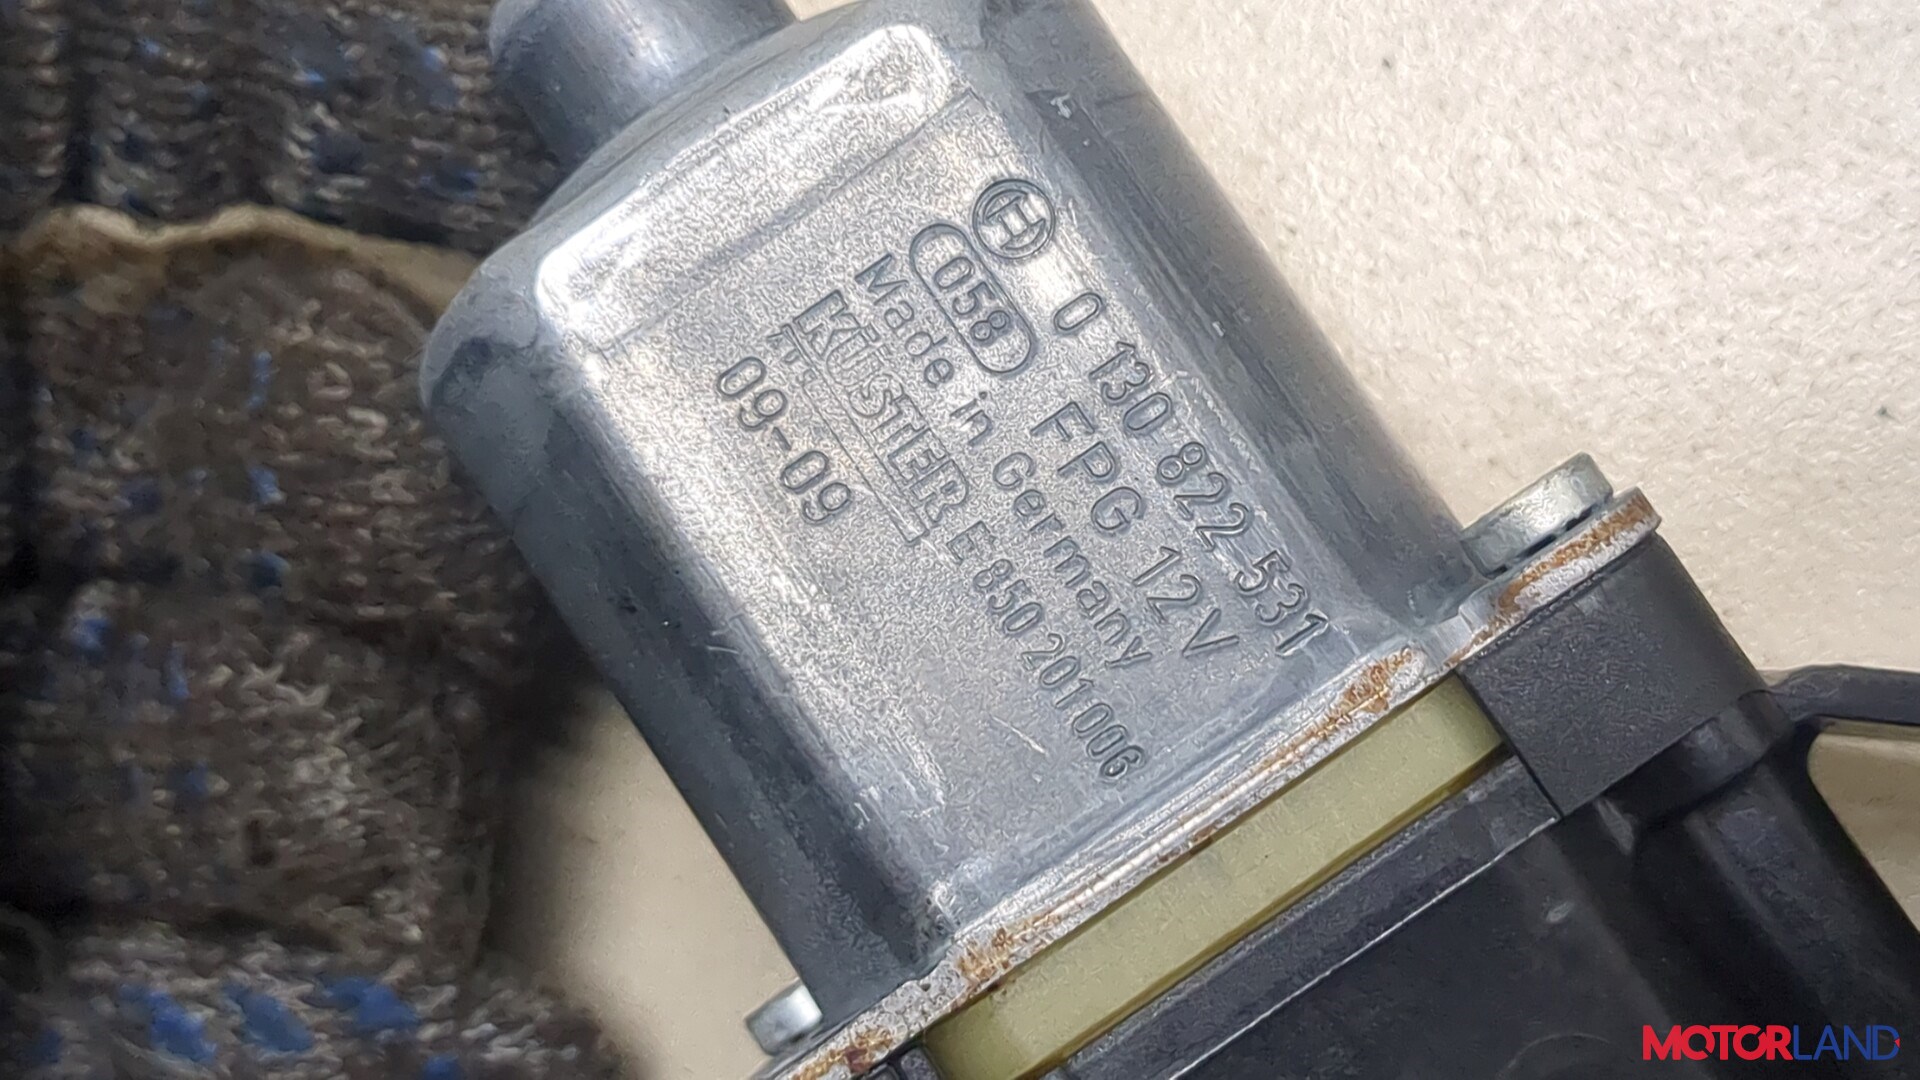 0 130 822 531
058 FPG 12V
Made in Germany
KÜSTER E 850 201 006
09-09
MOTORLAND